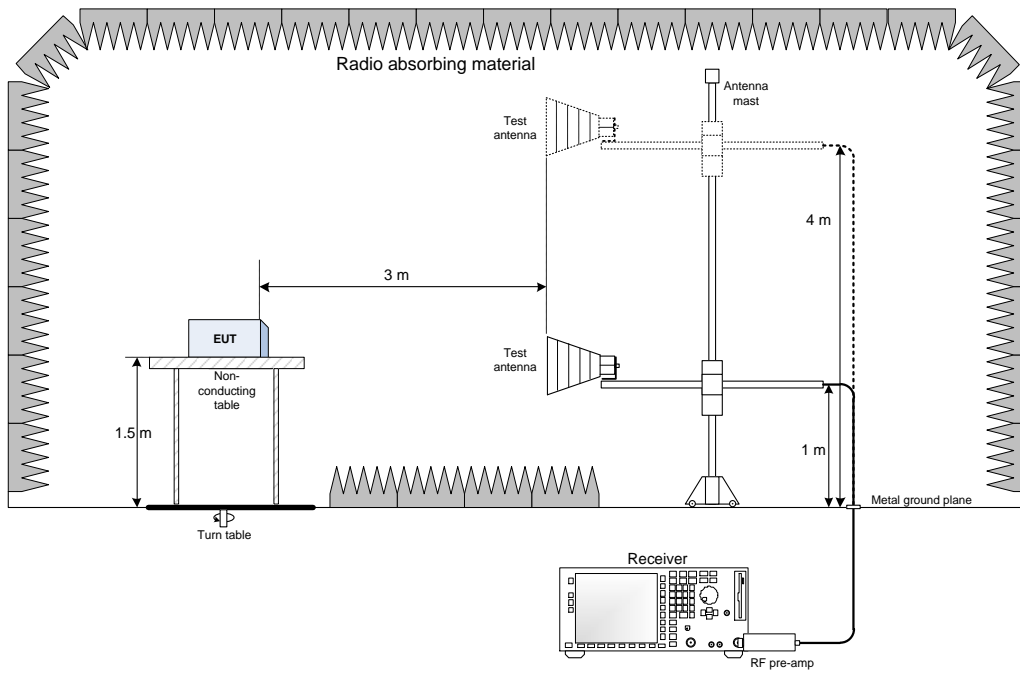 Radio absorbing material
Antenna
mast
Test
antenna
4 m
3 m
EUT
Test
antenna
Non-
conducting
table
1.5 m
1 m
Metal ground plane
Turn table
Receiver
RF pre-amp